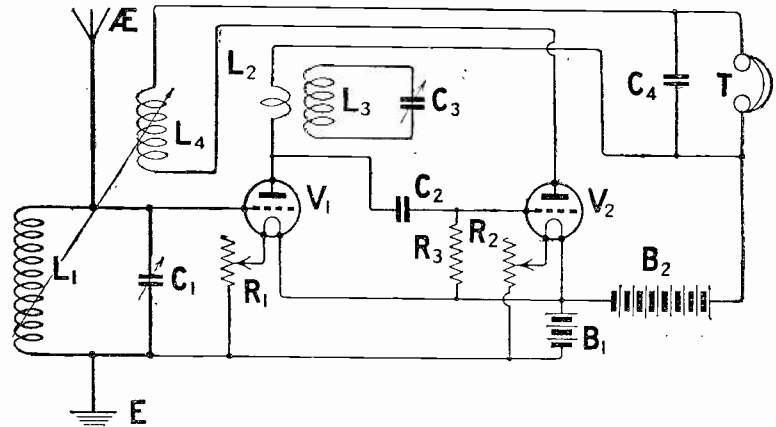 Æ
L₂
L₃
C₃
C₄
T
L₄
C₂
V₁
V₂
L₁
C₁
R₁
R₃
R₂
B₂
B₁
E